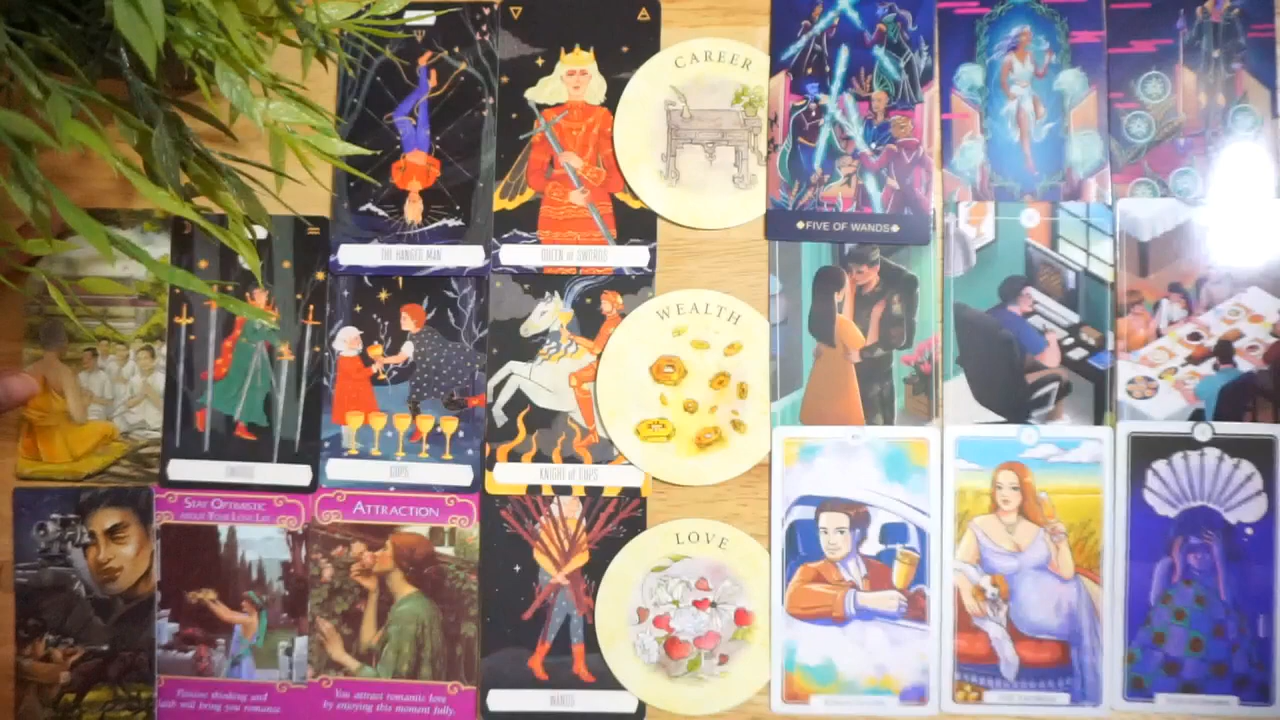 CAREER
◆FIVE OF WANDS◆
THE HANGED MAN
QUEEN of SWORDS
WEALTH
SWORDS
CUPS
KNIGHT of CUPS
STAY OPTIMISTIC
ABOUT YOUR LOVE LIFE
ATTRACTION
LOVE
Positive thinking and
faith will bring you romance.
You attract romantic love
by enjoying this moment fully.
WANDS